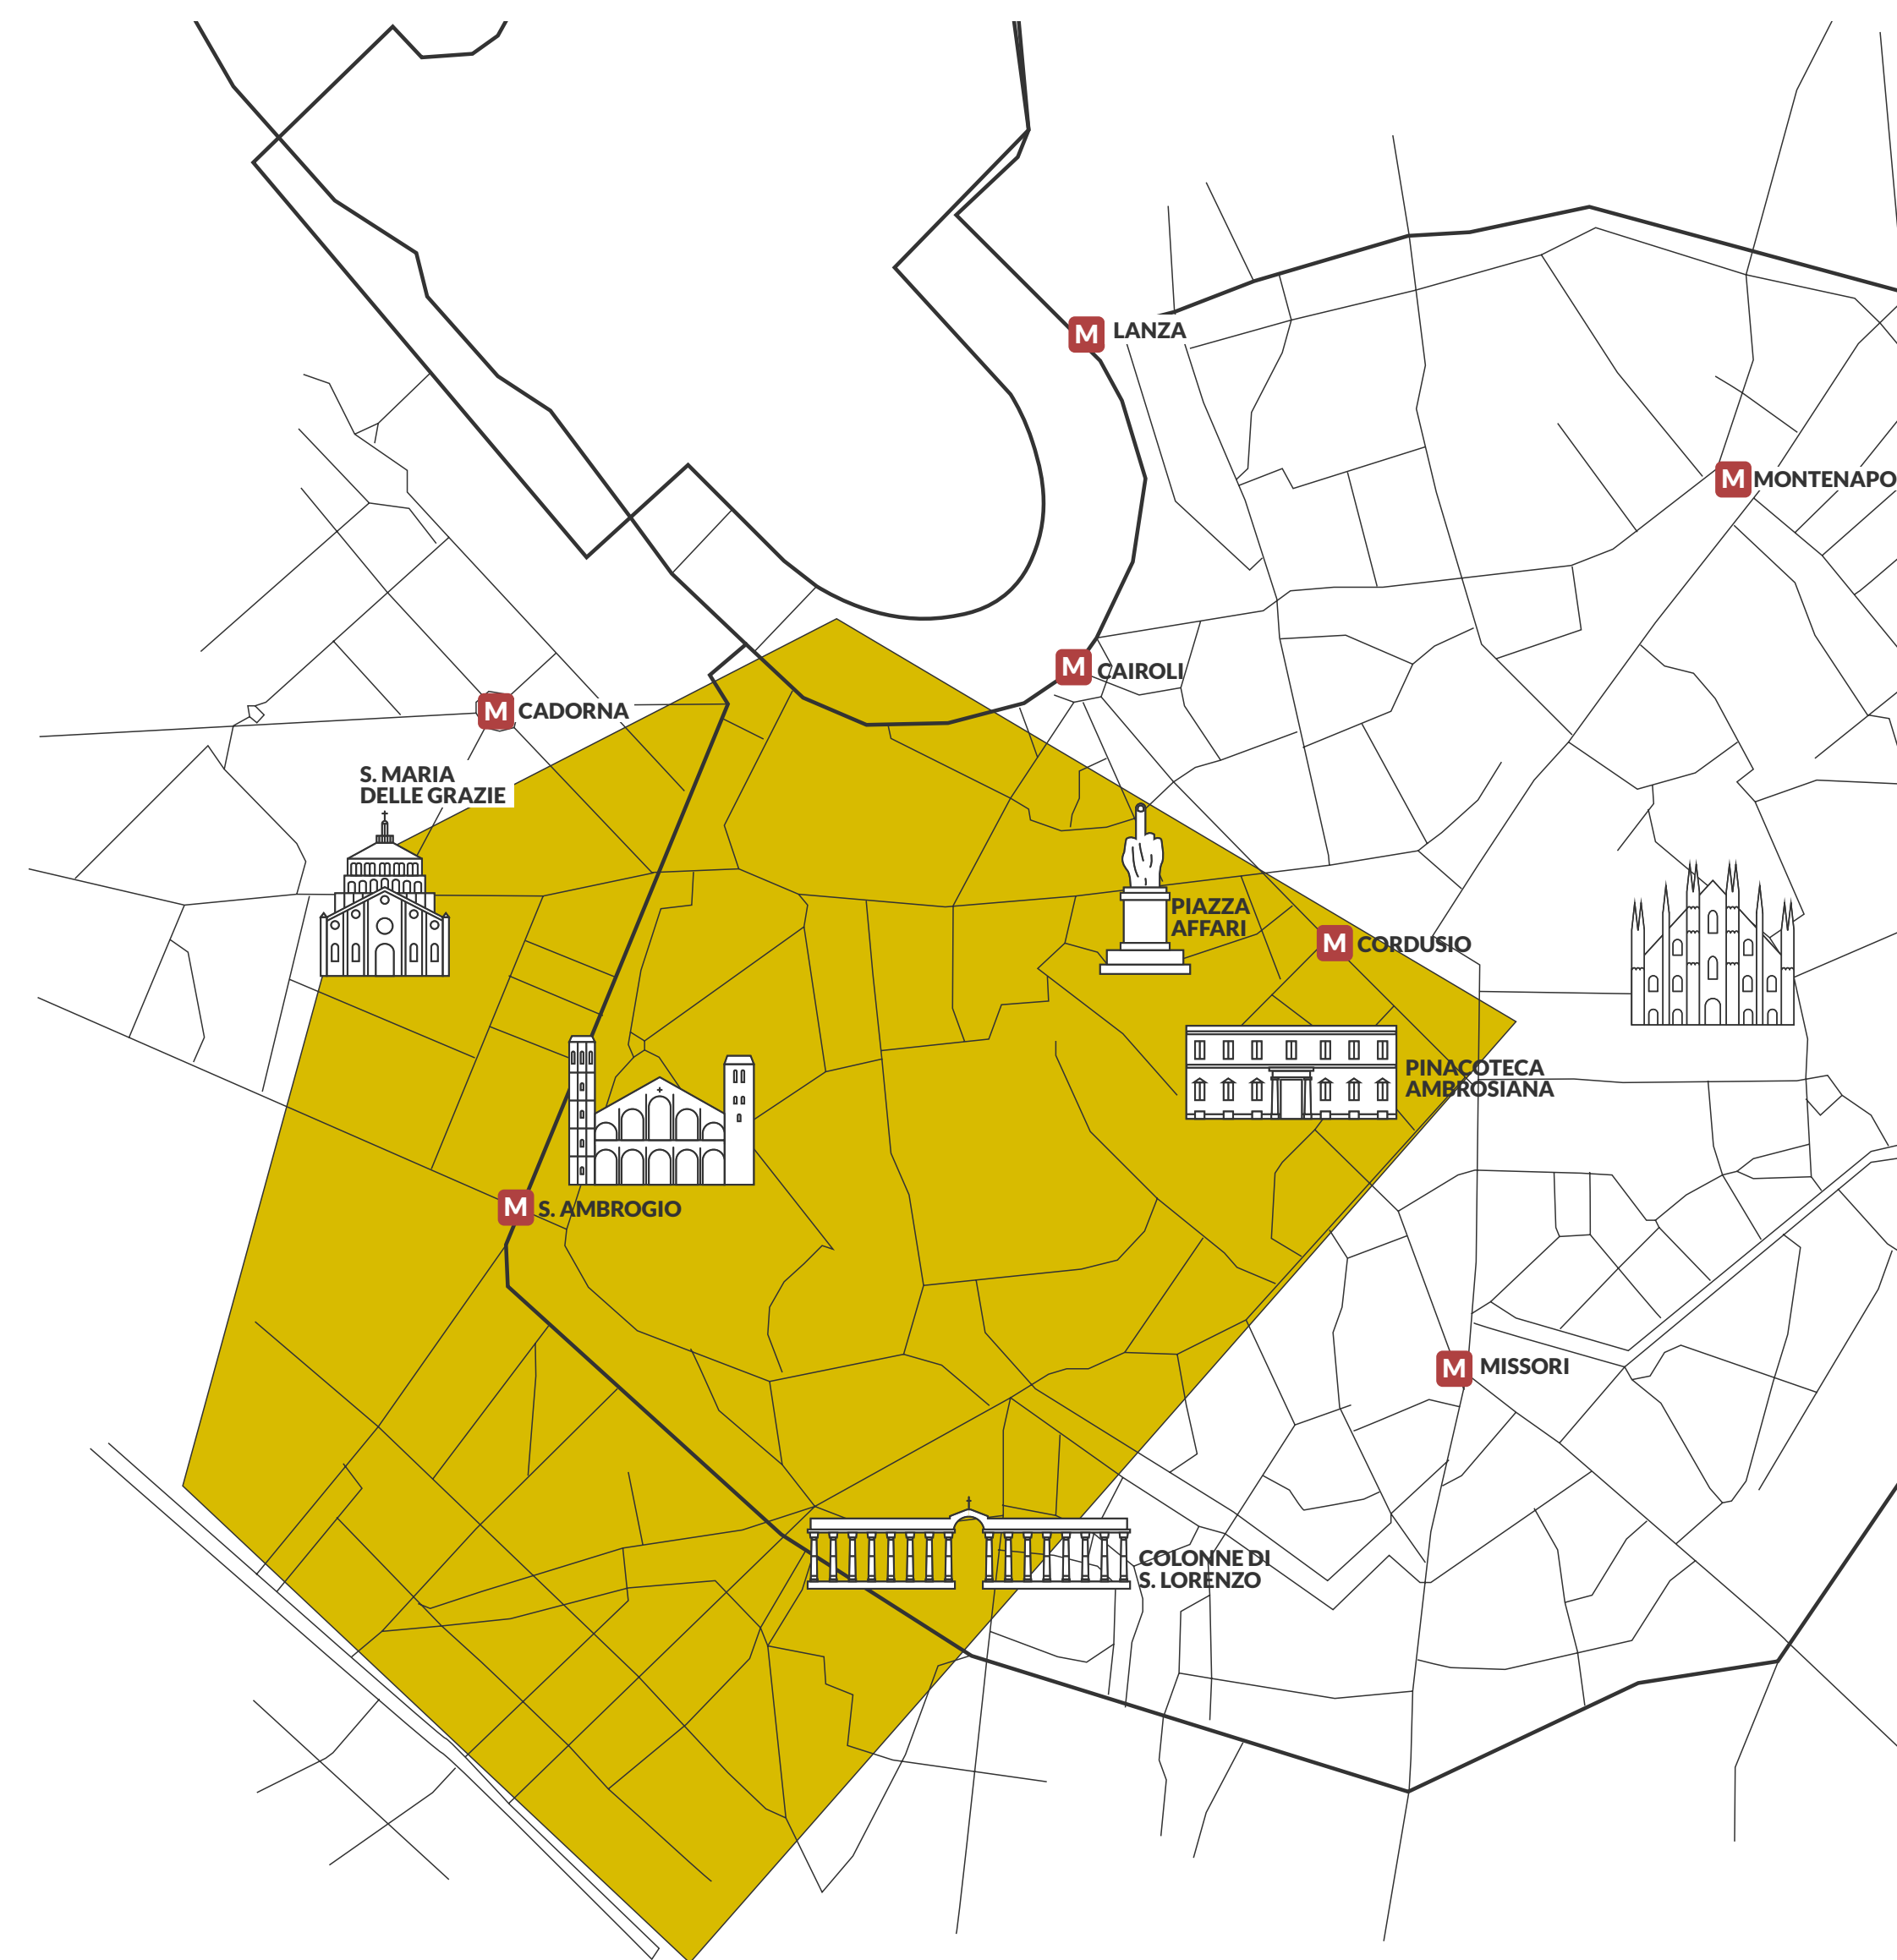 M LANZA
M MONTENAPO
M CAIROLI
M CADORNA
S. MARIA
DELLE GRAZIE
PIAZZA
AFFARI
M CORDUSIO
PINACOTECA
AMBROSIANA
M S. AMBROGIO
M MISSORI
COLONNE DI
S. LORENZO